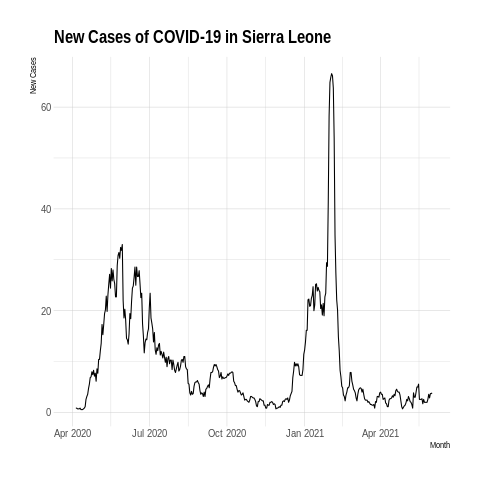 New Cases of COVID-19 in Sierra Leone
New Cases
60
40
20
0
Apr 2020 Jul 2020 Oct 2020 Jan 2021 Apr 2021
Month